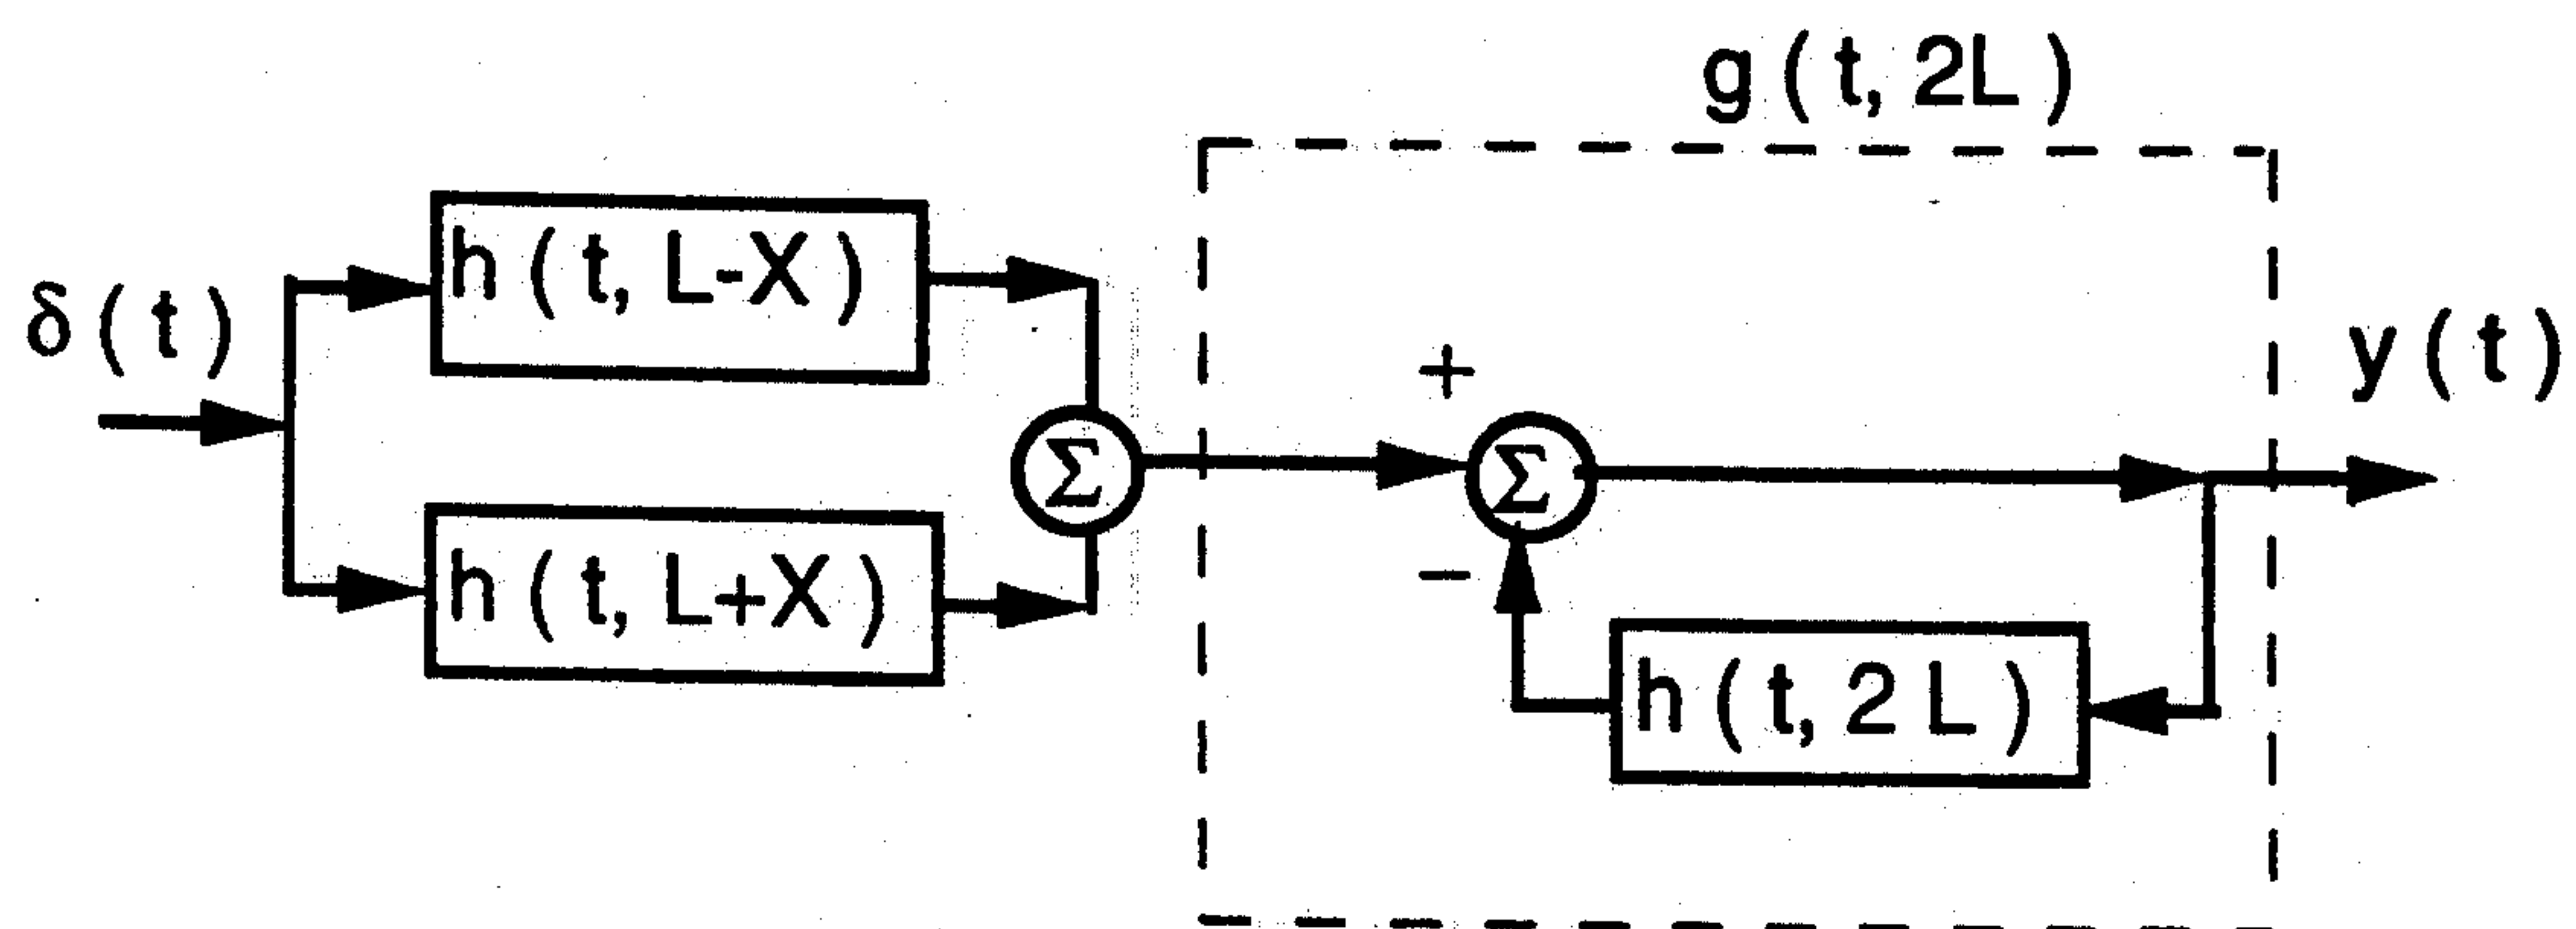 g ( t, 2L )
h ( t, L-X )
δ ( t )
y ( t )
+
Σ
Σ
−
h ( t, L+X )
h ( t, 2 L )